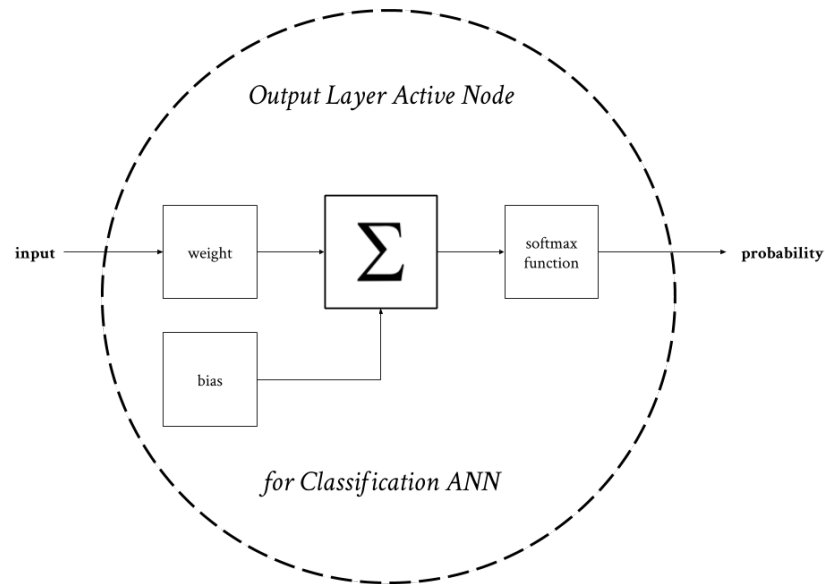 Output Layer Active Node
input
weight
Σ
softmax
function
probability
bias
for Classification ANN